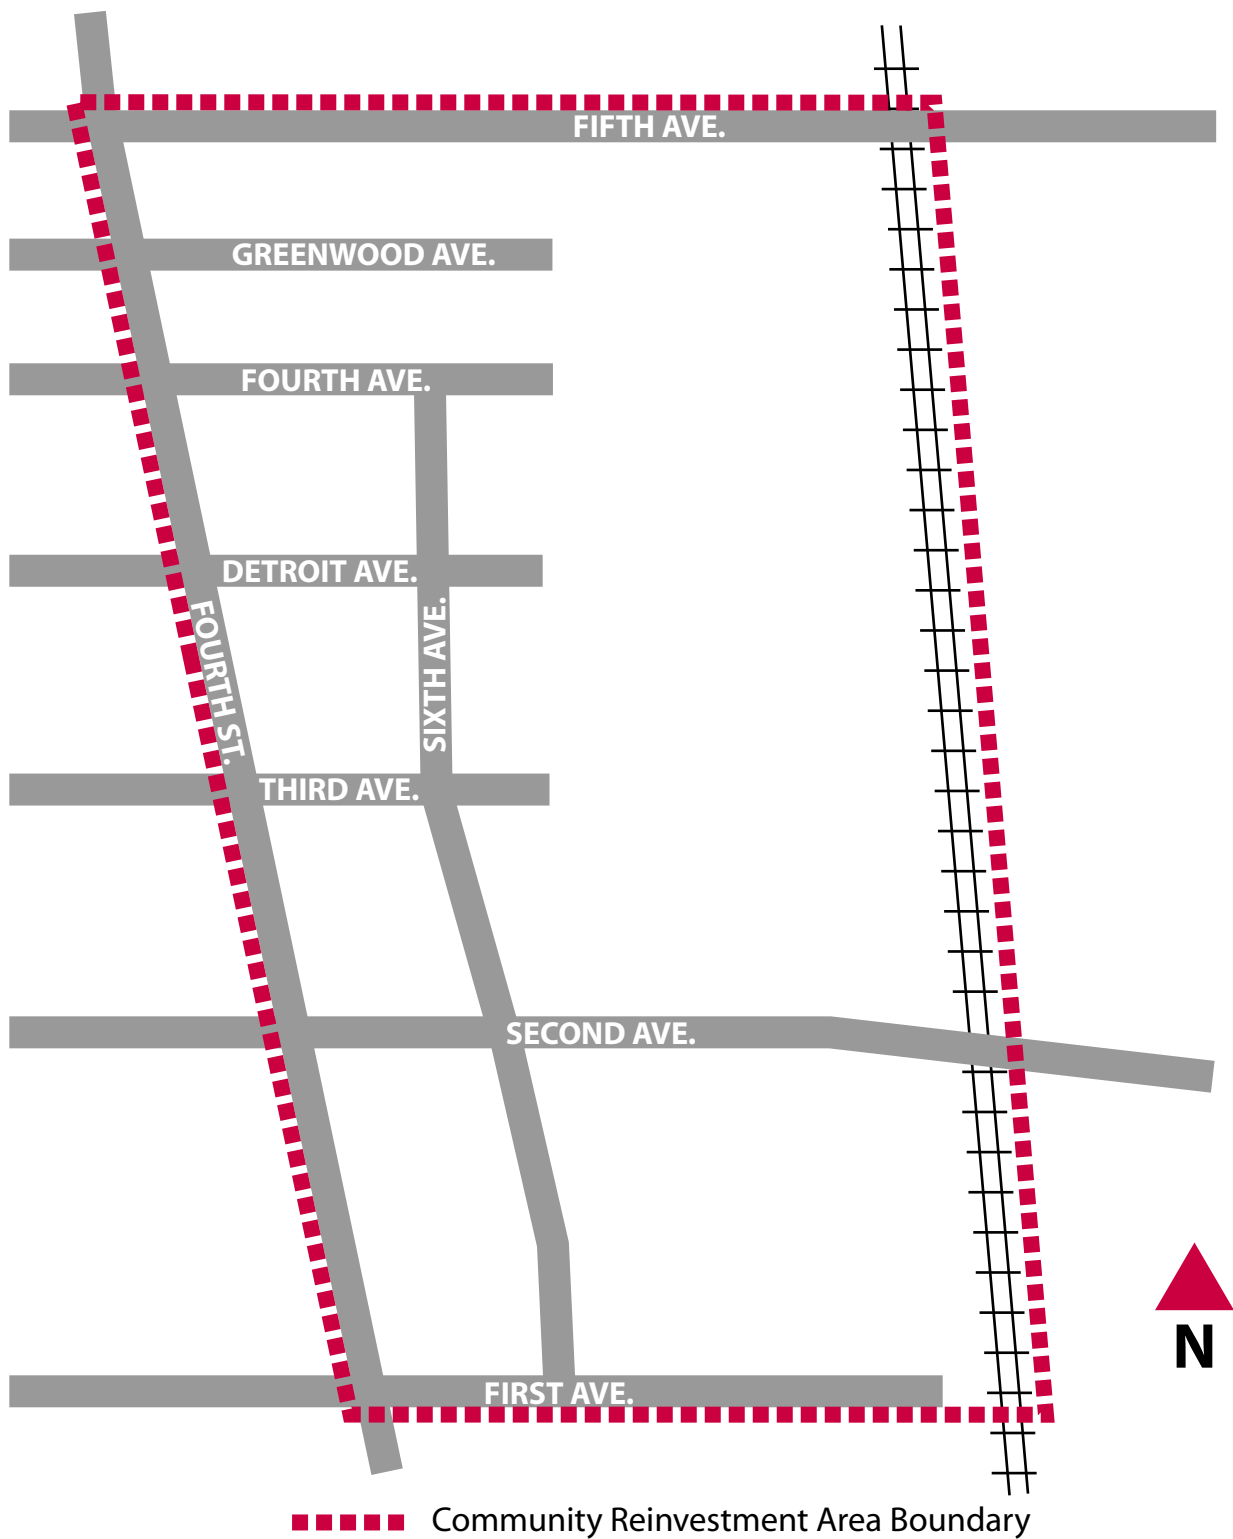 FIFTH AVE.
GREENWOOD AVE.
FOURTH AVE.
DETROIT AVE.
FOURTH ST.
SIXTH AVE.
THIRD AVE.
SECOND AVE.
N
FIRST AVE.
Community Reinvestment Area Boundary